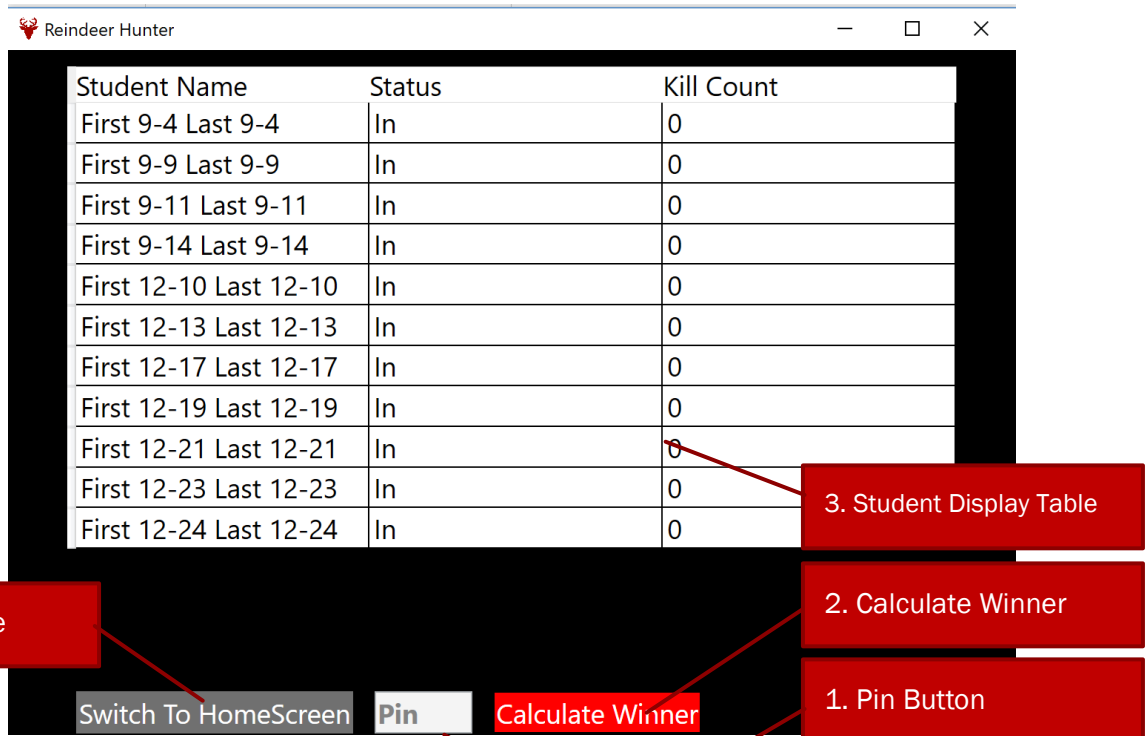 Reindeer Hunter
Student Name Status Kill Count
First 9-4 Last 9-4 In 0
First 9-9 Last 9-9 In 0
First 9-11 Last 9-11 In 0
First 9-14 Last 9-14 In 0
First 12-10 Last 12-10 In 0
First 12-13 Last 12-13 In 0
First 12-17 Last 12-17 In 0
First 12-19 Last 12-19 In 0
First 12-21 Last 12-21 In 0
First 12-23 Last 12-23 In 0
First 12-24 Last 12-24 In 0
3. Student Display Table
2. Calculate Winner
1. Pin Button
Switch To HomeScreen Pin Calculate Winner